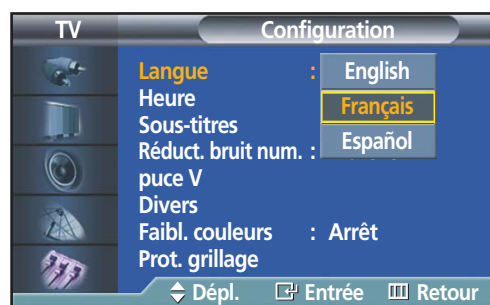 TV Configuration
Langue : English
Heure Français
Sous-titres
Español
Réduct. bruit num. :
puce V
Divers
Faibl. couleurs : Arrêt
Prot. grillage
Dépl. Entrée Retour